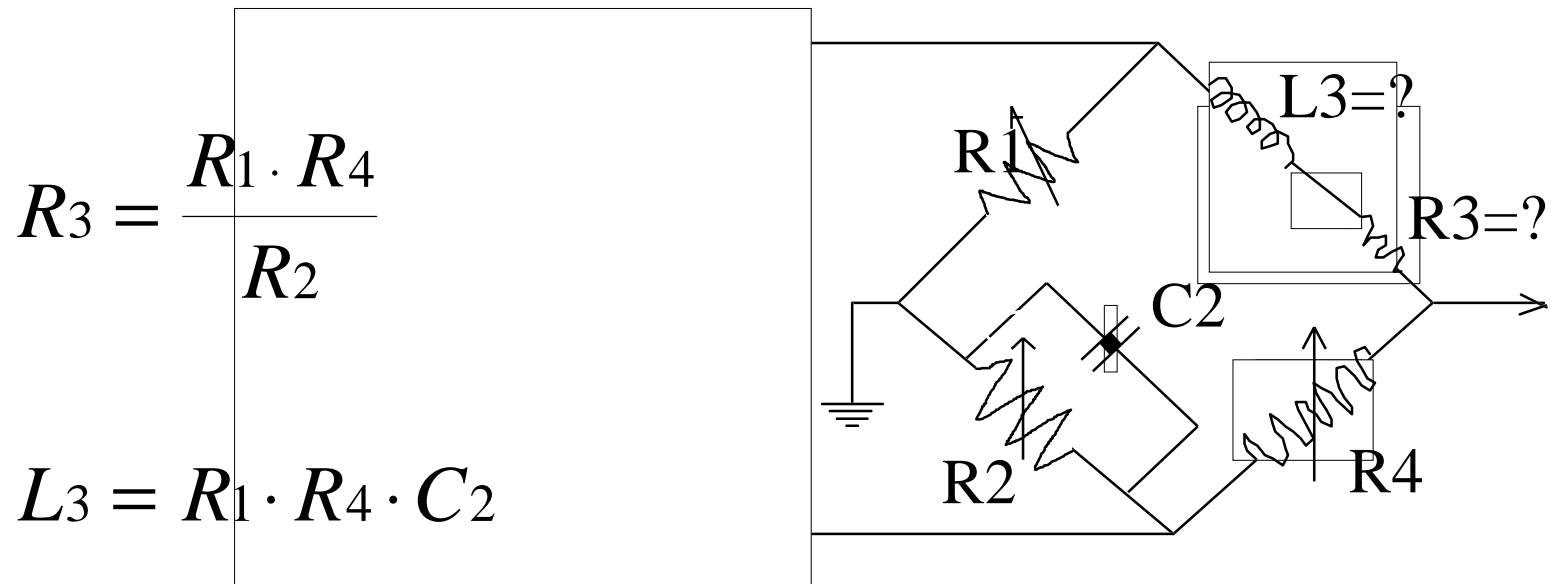 R3 = R1 · R4
R2
L3 = R1 · R4 · C2
L3=?
R1
R3=?
C2
R2
R4